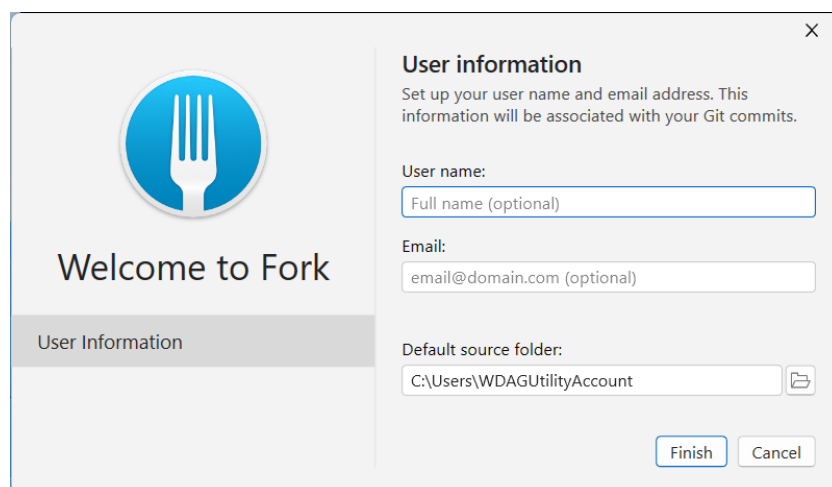 Welcome to Fork
User Information
User information
Set up your user name and email address. This
information will be associated with your Git commits.
User name:
Full name (optional)
Email:
email@domain.com (optional)
Default source folder:
C:\Users\WDAGUtilityAccount
Finish Cancel